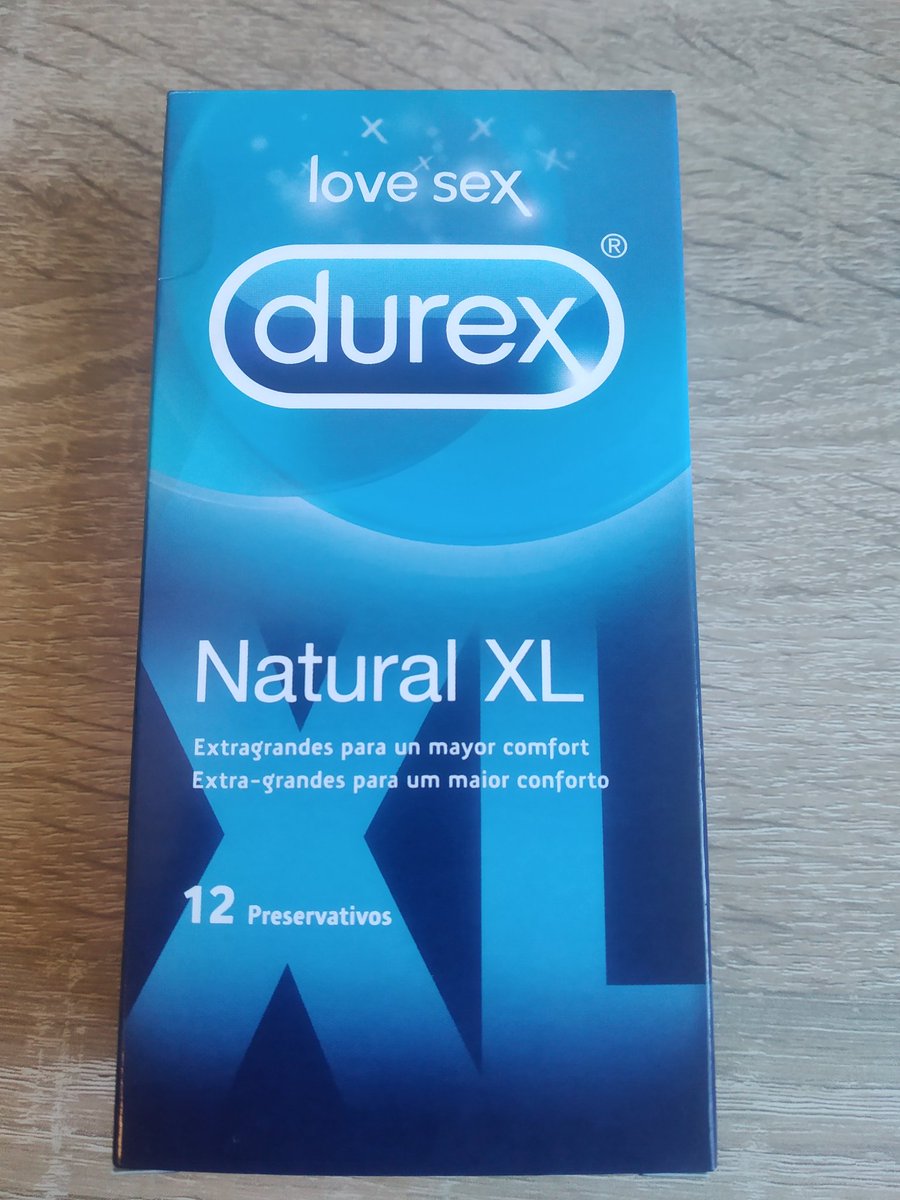 love sex
durex®
Natural XL
Extragrandes para un mayor comfort
Extra-grandes para um maior conforto
12 Preservativos
XL